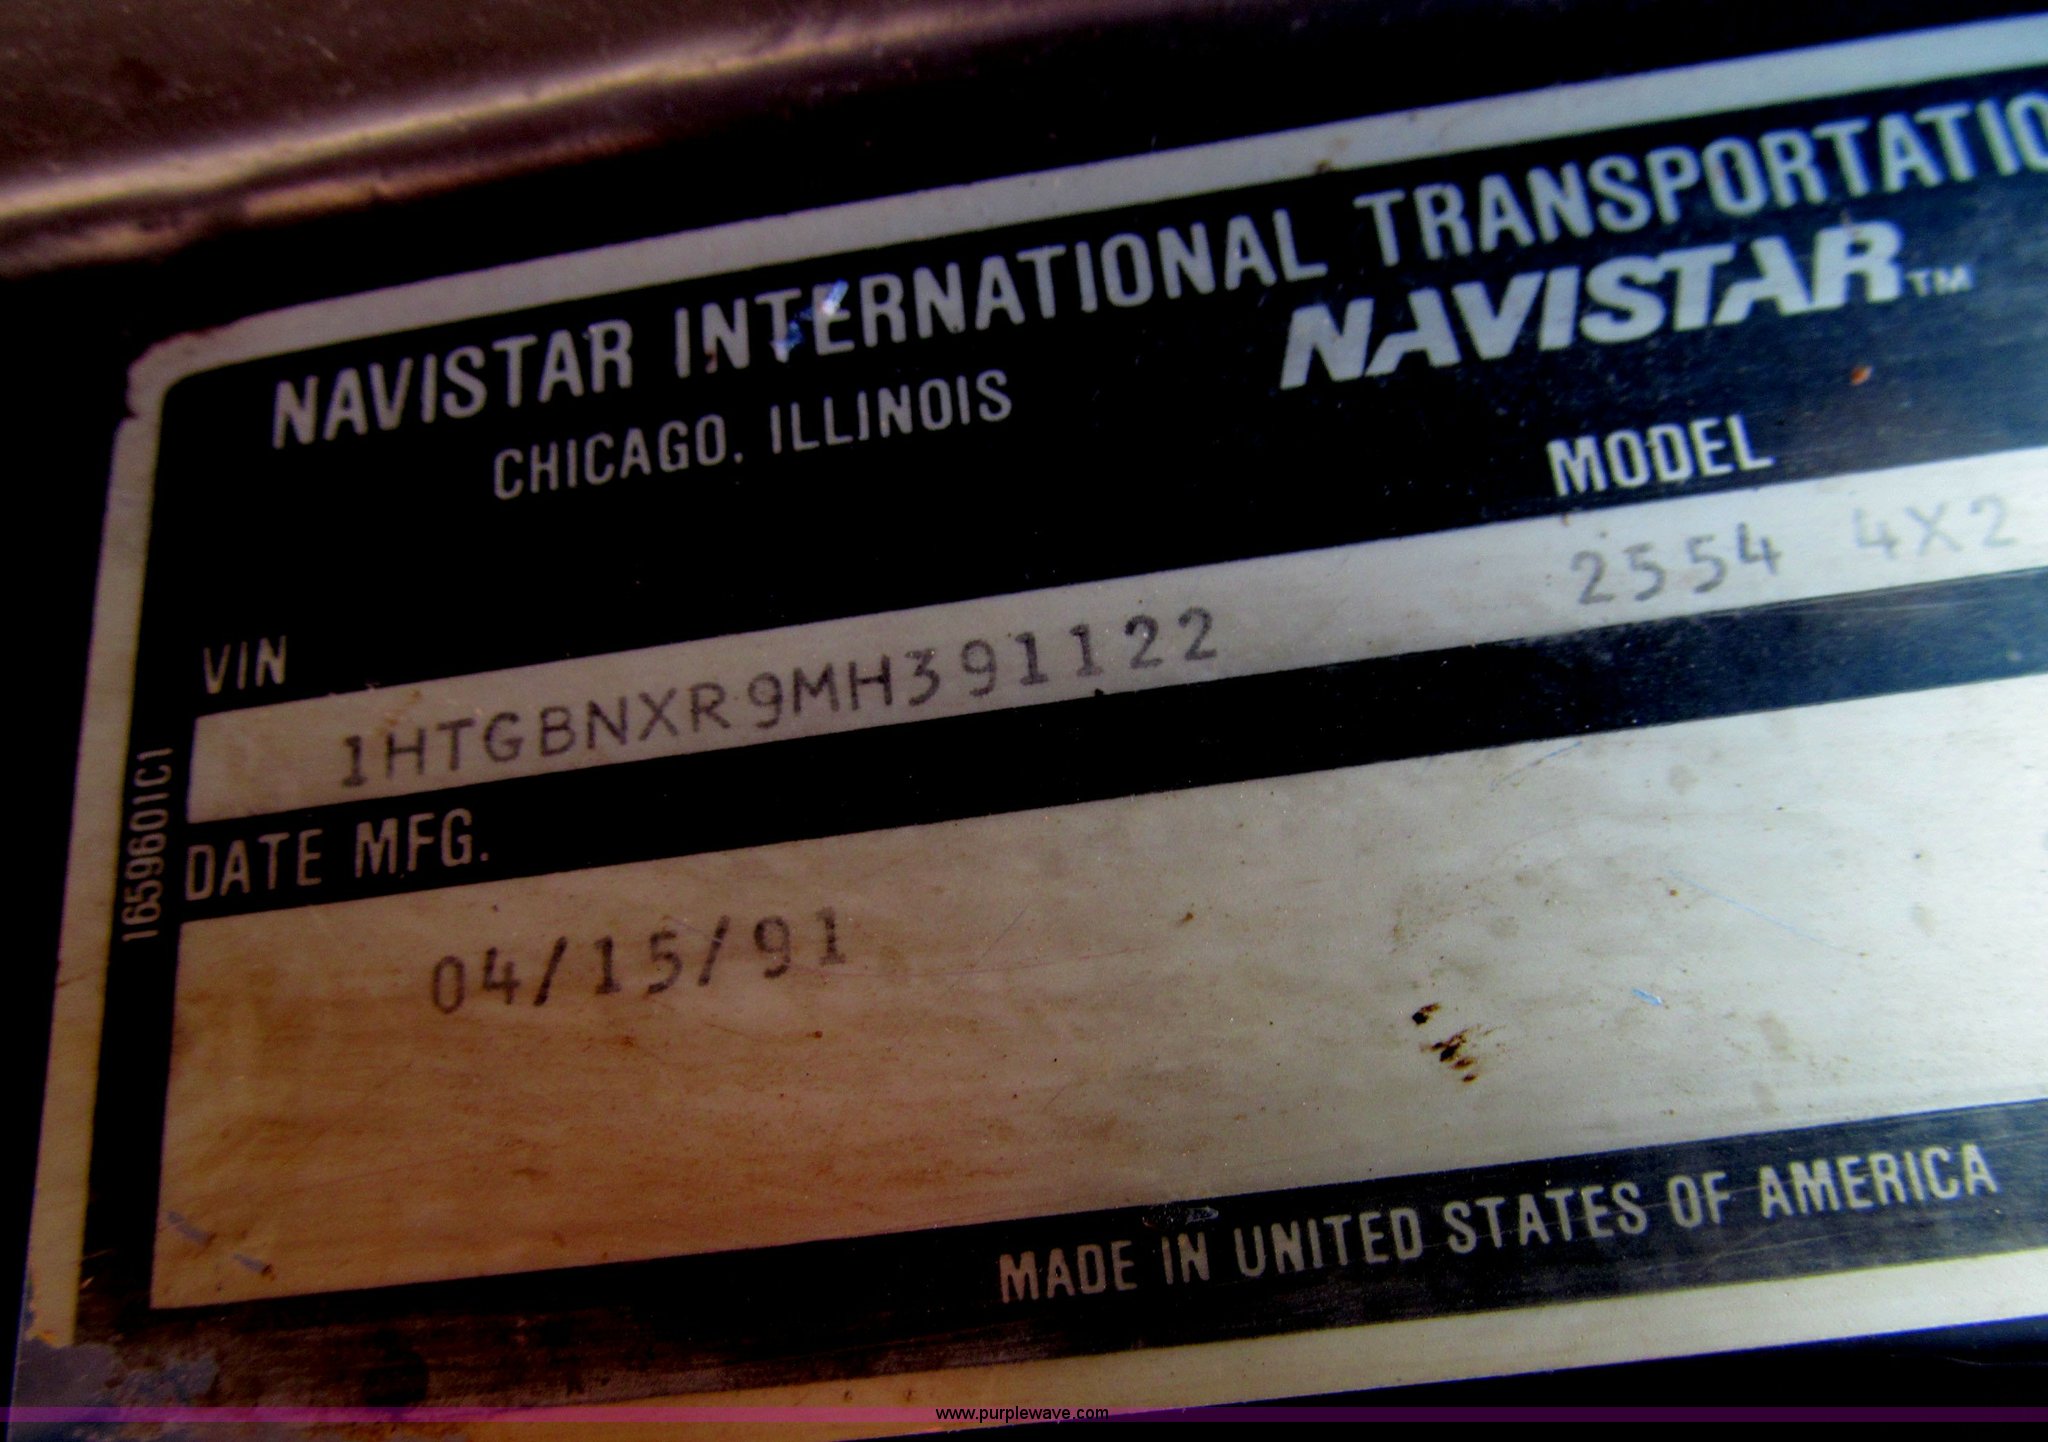 NAVISTAR INTERNATIONAL TRANSPORTATIO
CHICAGO, ILLINOIS
NAVISTAR™
MODEL
2554 4X2
VIN
1HTGBNXR9MH391122
DATE MFG.
04/15/91
1659601C1
MADE IN UNITED STATES OF AMERICA
www.purplewave.com